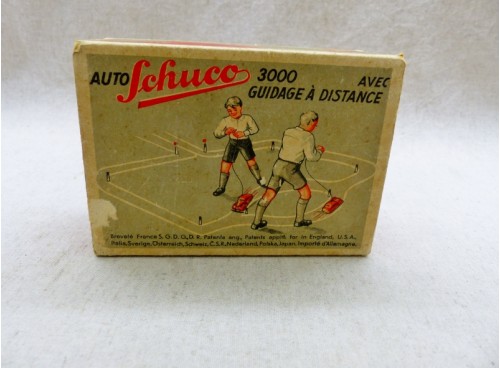 AUTO Schuco 3000 AVEC
GUIDAGE À DISTANCE
Breveté France S.G.D.G., D.R. Patente ang., Patents applit. for in England, U.S.A.,
Italia, Sverige, Österreich, Schweiz, Č.S.R., Nederland, Polska, Japan. Importé d'Allemagne.